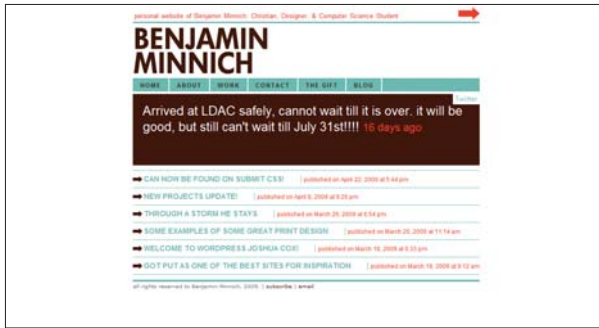 personal website of Benjamin Minnich. Christian, Designer, & Computer Science Student
BENJAMIN
MINNICH
HOME ABOUT WORK CONTACT THE GIFT BLOG
Twitter
Arrived at LDAC safely, cannot wait till it is over. it will be
good, but still can't wait till July 31st!!!! 16 days ago
CAN NOW BE FOUND ON SUBMIT CSS! | published on April 22, 2009 at 5:44 pm
NEW PROJECTS UPDATE! | published on April 8, 2009 at 8:25 pm
THROUGH A STORM HE STAYS | published on March 25, 2009 at 8:54 pm
SOME EXAMPLES OF SOME GREAT PRINT DESIGN | published on March 20, 2009 at 11:14 am
WELCOME TO WORDPRESS JOSHUA COX! | published on March 18, 2009 at 5:33 pm
GOT PUT AS ONE OF THE BEST SITES FOR INSPIRATION | published on March 18, 2009 at 9:12 am
all rights reserved to Benjamin Minnich, 2009. | subscribe | email